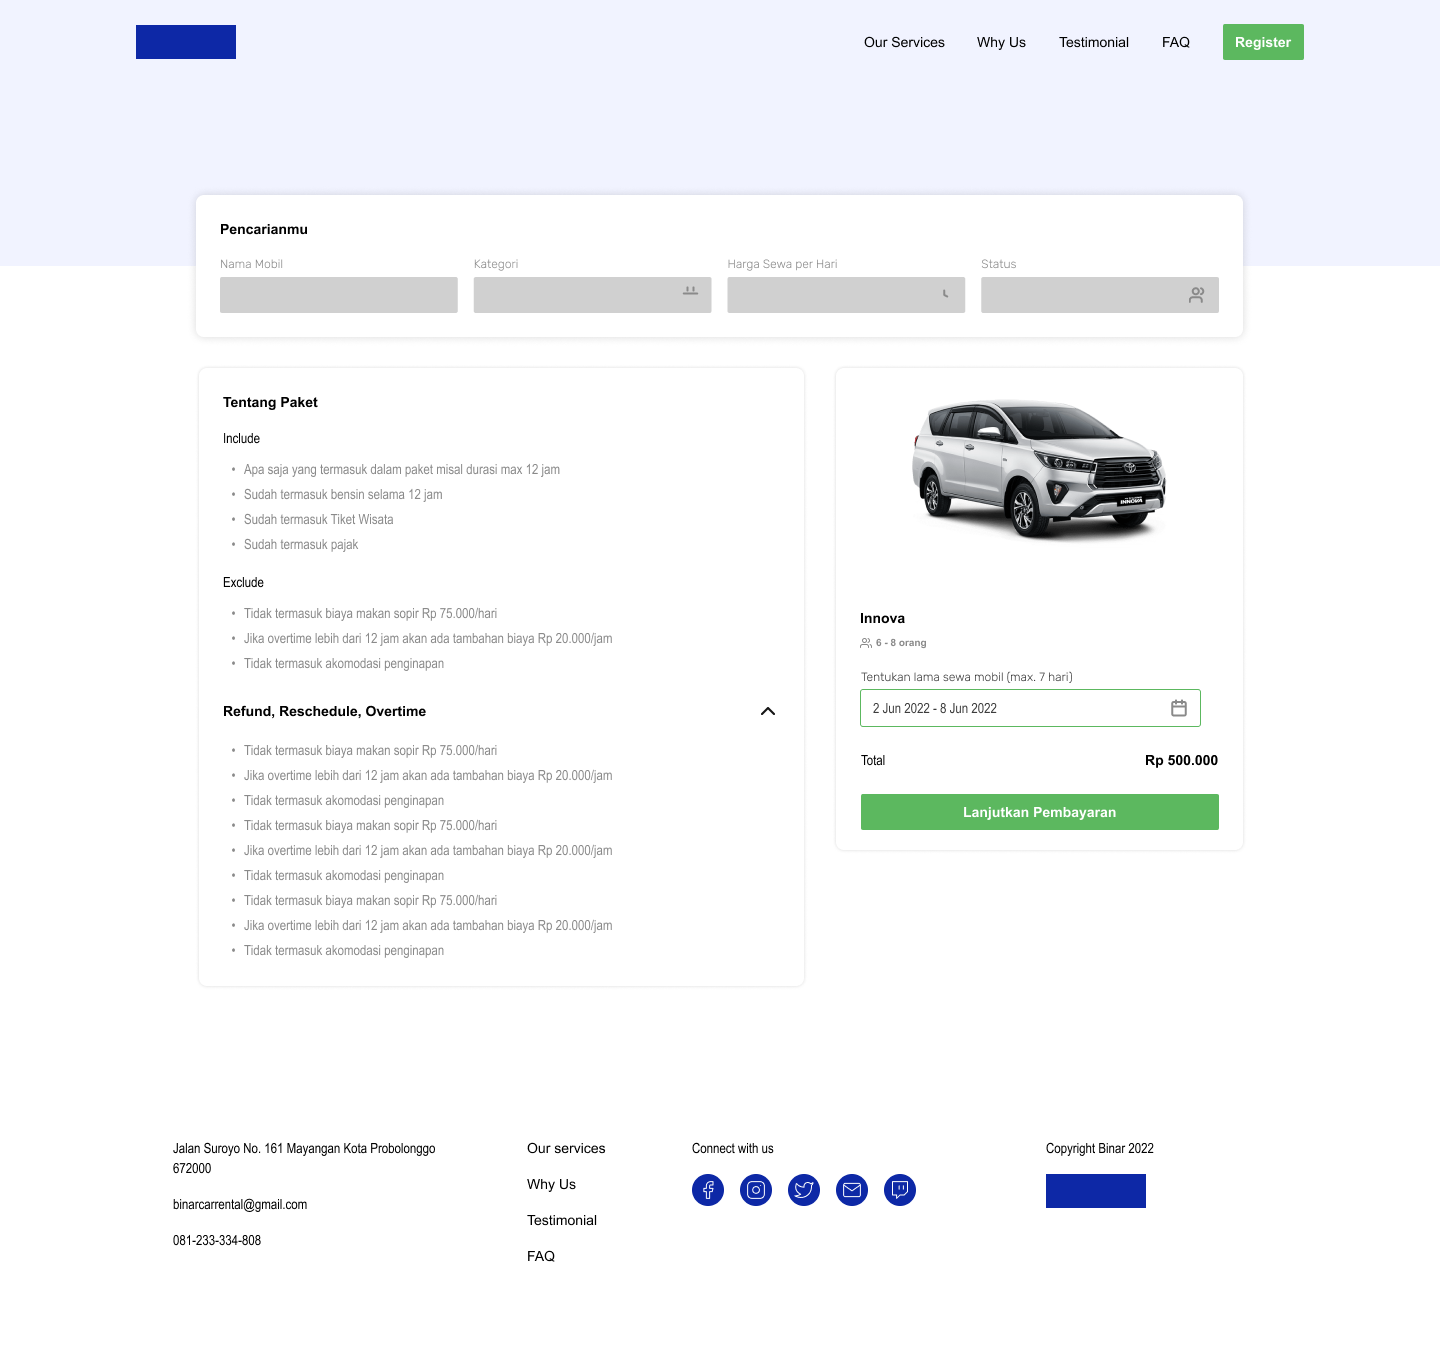 Our Services
Why Us
Testimonial
FAQ
Register
Pencarianmu
Nama Mobil
Kategori
Harga Sewa per Hari
Status
Tentang Paket
Include
• Apa saja yang termasuk dalam paket misal durasi max 12 jam
• Sudah termasuk bensin selama 12 jam
• Sudah termasuk Tiket Wisata
• Sudah termasuk pajak
Exclude
• Tidak termasuk biaya makan sopir Rp 75.000/hari
• Jika overtime lebih dari 12 jam akan ada tambahan biaya Rp 20.000/jam
• Tidak termasuk akomodasi penginapan
Refund, Reschedule, Overtime
• Tidak termasuk biaya makan sopir Rp 75.000/hari
• Jika overtime lebih dari 12 jam akan ada tambahan biaya Rp 20.000/jam
• Tidak termasuk akomodasi penginapan
• Tidak termasuk biaya makan sopir Rp 75.000/hari
• Jika overtime lebih dari 12 jam akan ada tambahan biaya Rp 20.000/jam
• Tidak termasuk akomodasi penginapan
• Tidak termasuk biaya makan sopir Rp 75.000/hari
• Jika overtime lebih dari 12 jam akan ada tambahan biaya Rp 20.000/jam
• Tidak termasuk akomodasi penginapan
INNOVA
Innova
6 - 8 orang
Tentukan lama sewa mobil (max. 7 hari)
2 Jun 2022 - 8 Jun 2022
Total
Rp 500.000
Lanjutkan Pembayaran
Jalan Suroyo No. 161 Mayangan Kota Probolonggo
672000
binarcarrental@gmail.com
081-233-334-808
Our services
Why Us
Testimonial
FAQ
Connect with us
Copyright Binar 2022